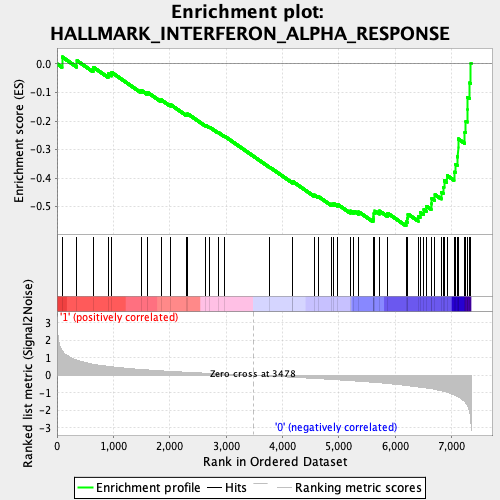 Enrichment plot:
HALLMARK_INTERFERON_ALPHA_RESPONSE
Enrichment score (ES)
0.0
-0.1
-0.2
-0.3
-0.4
-0.5
'1' (positively correlated)
Ranked list metric (Signal2Noise)
3
2
1
0
-1
-2
-3
Zero cross at 3478
'0' (negatively correlated)
0
1,000
2,000
3,000
4,000
5,000
6,000
7,000
Rank in Ordered Dataset
Enrichment profile
Hits
Ranking metric scores